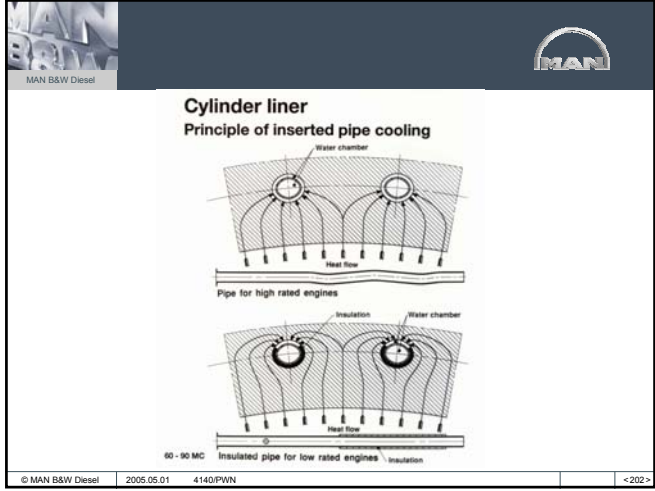 MAN
B&W
MAN B&W Diesel
MAN
Cylinder liner
Principle of inserted pipe cooling
Water chamber
Heat flow
Pipe for high rated engines
Insulation
Water chamber
Heat flow
60 - 90 MC Insulated pipe for low rated engines Insulation
© MAN B&W Diesel 2005.05.01 4140/PWN <202>